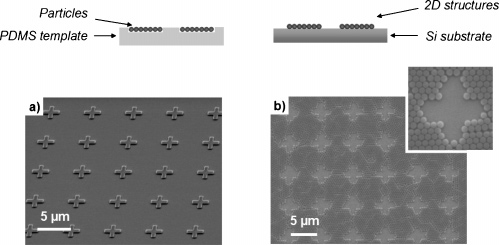 Particles
PDMS template
2D structures
Si substrate
a)
5 µm
b)
5 µm